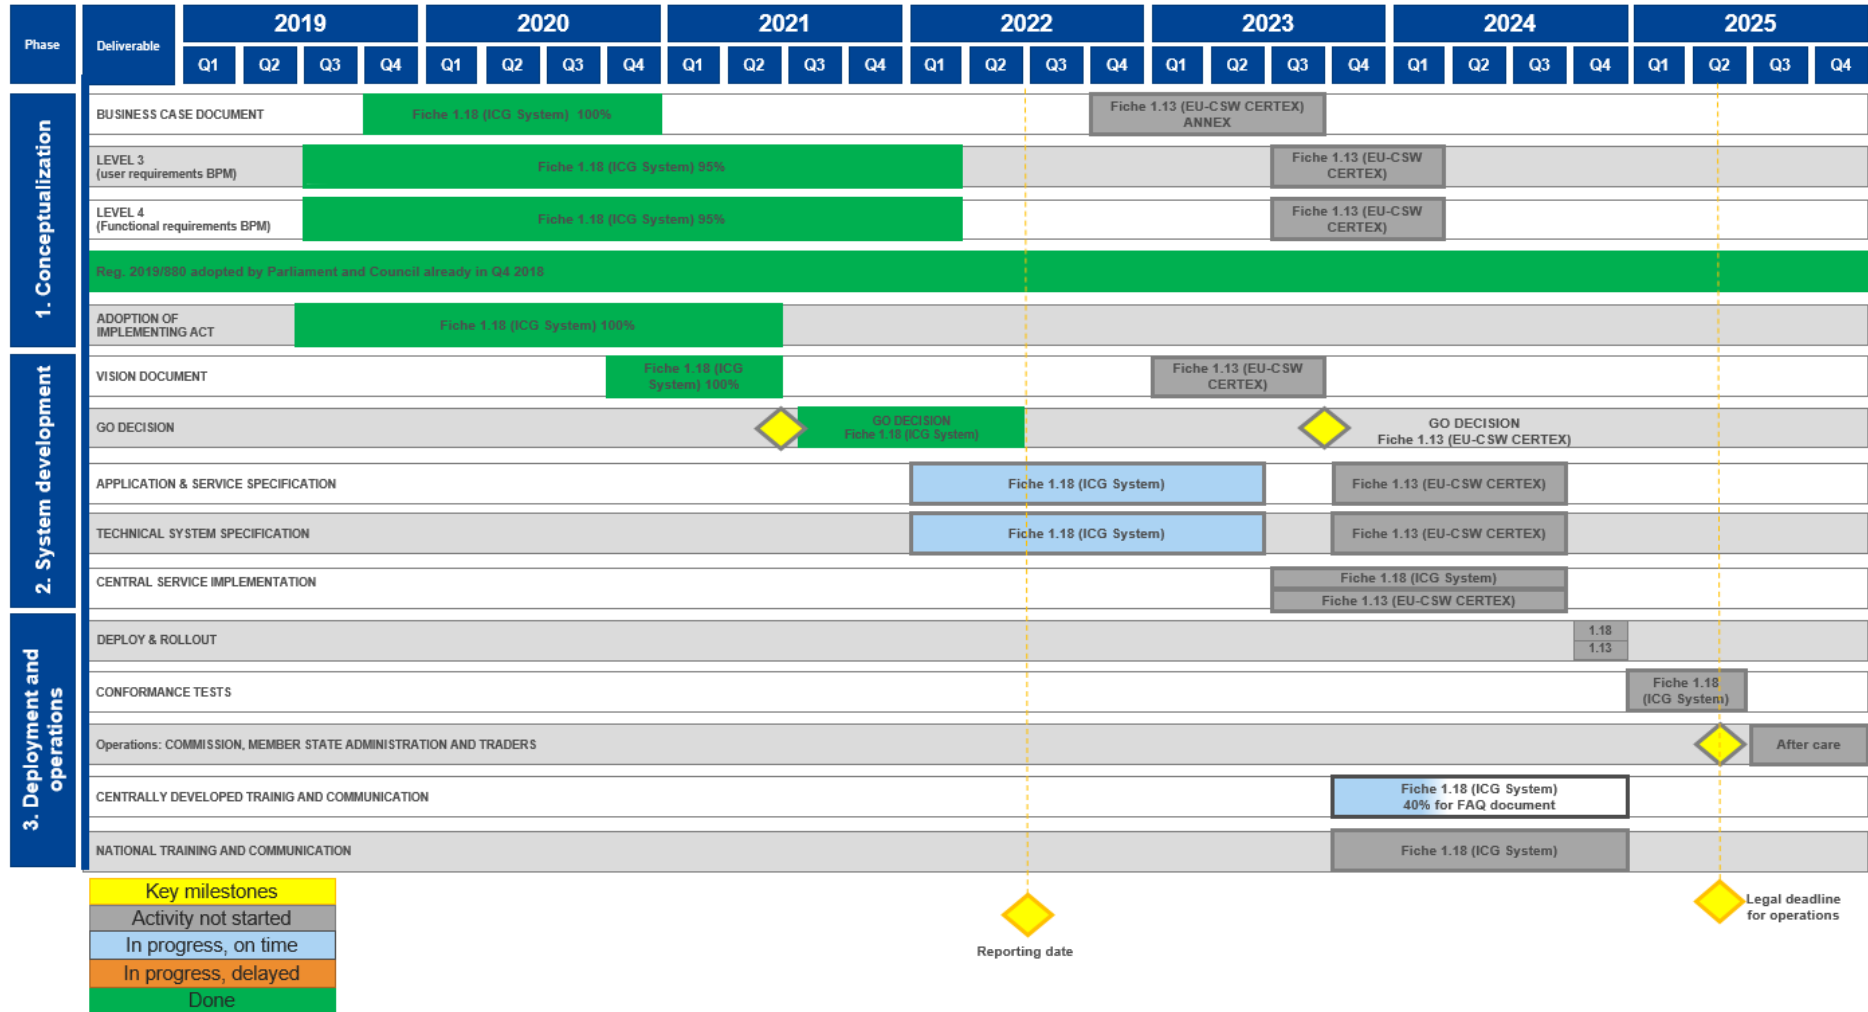 Phase
Deliverable
2019
2020
2021
2022
2023
2024
2025
Q1 Q2 Q3 Q4 Q1 Q2 Q3 Q4 Q1 Q2 Q3 Q4 Q1 Q2 Q3 Q4 Q1 Q2 Q3 Q4 Q1 Q2 Q3 Q4 Q1 Q2 Q3 Q4
1. Conceptualization
BUSINESS CASE DOCUMENT
Fiche 1.18 (ICG System) 100%
Fiche 1.13 (EU-CSW CERTEX)
ANNEX
LEVEL 3
(user requirements BPM)
Fiche 1.18 (ICG System) 95%
Fiche 1.13 (EU-CSW
CERTEX)
LEVEL 4
(Functional requirements BPM)
Fiche 1.18 (ICG System) 95%
Fiche 1.13 (EU-CSW
CERTEX)
Reg. 2019/880 adopted by Parliament and Council already in Q4 2018
ADOPTION OF
IMPLEMENTING ACT
Fiche 1.18 (ICG System) 100%
2. System development
VISION DOCUMENT
Fiche 1.18 (ICG
System) 100%
Fiche 1.13 (EU-CSW
CERTEX)
GO DECISION
GO DECISION
Fiche 1.18 (ICG System)
GO DECISION
Fiche 1.13 (EU-CSW CERTEX)
APPLICATION & SERVICE SPECIFICATION
Fiche 1.18 (ICG System)
Fiche 1.13 (EU-CSW CERTEX)
TECHNICAL SYSTEM SPECIFICATION
Fiche 1.18 (ICG System)
Fiche 1.13 (EU-CSW CERTEX)
CENTRAL SERVICE IMPLEMENTATION
Fiche 1.18 (ICG System)
Fiche 1.13 (EU-CSW CERTEX)
3. Deployment and
operations
DEPLOY & ROLLOUT
1.18
1.13
CONFORMANCE TESTS
Fiche 1.18
(ICG System)
Operations: COMMISSION, MEMBER STATE ADMINISTRATION AND TRADERS
After care
CENTRALLY DEVELOPED TRAINIG AND COMMUNICATION
Fiche 1.18 (ICG System)
40% for FAQ document
NATIONAL TRAINING AND COMMUNICATION
Fiche 1.18 (ICG System)
Key milestones
Activity not started
In progress, on time
In progress, delayed
Done
Reporting date
Legal deadline
for operations